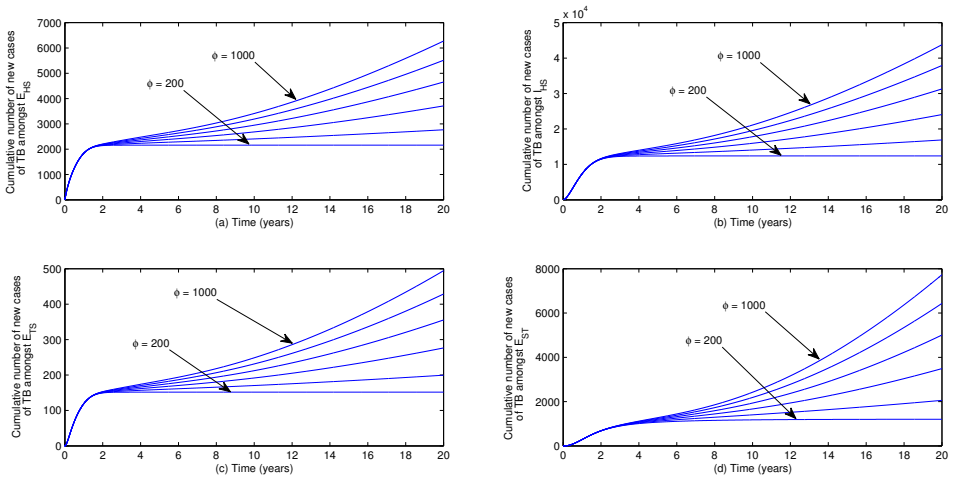 Cumulative number of new cases
of TB amongst E_HS
7000
6000
5000
4000
3000
2000
1000
0
ϕ = 1000
ϕ = 200
0 2 4 6 8 10 12 14 16 18 20
(a) Time (years)
Cumulative number of new cases
of TB amongst I_HS
x 10^4
5
4
3
2
1
0
ϕ = 1000
ϕ = 200
0 2 4 6 8 10 12 14 16 18 20
(b) Time (years)
Cumulative number of new cases
of TB amongst E_TS
500
400
300
200
100
0
ϕ = 1000
ϕ = 200
0 2 4 6 8 10 12 14 16 18 20
(c) Time (years)
Cumulative number of new cases
of TB amongst E_ST
8000
6000
4000
2000
0
ϕ = 1000
ϕ = 200
0 2 4 6 8 10 12 14 16 18 20
(d) Time (years)